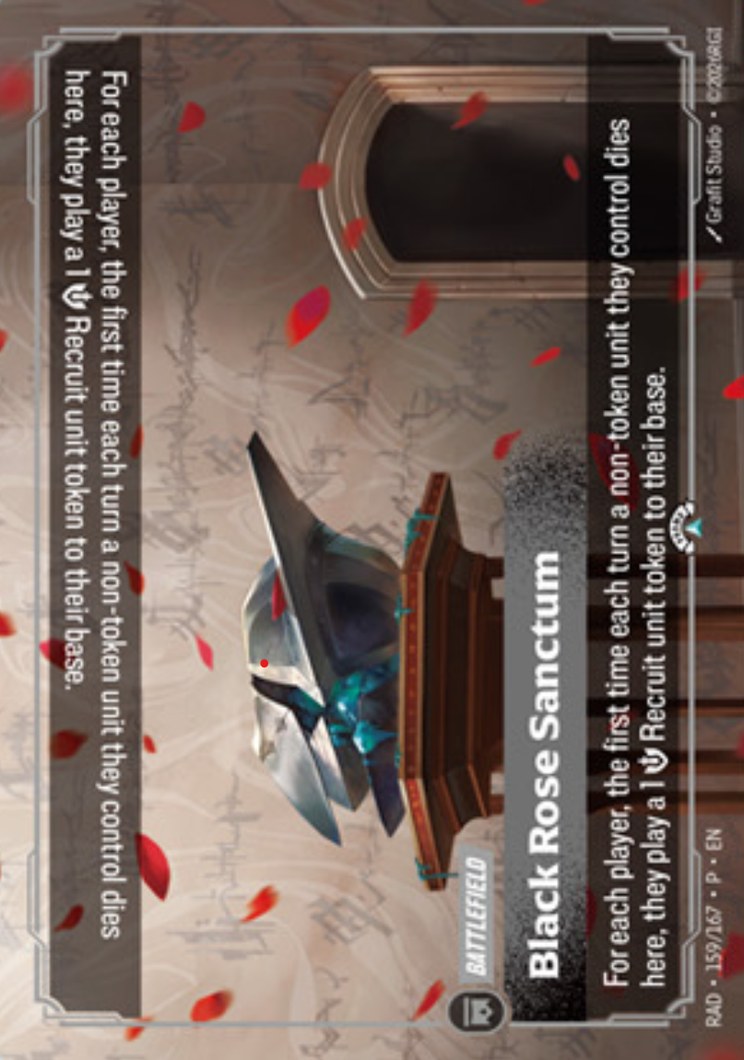 For each player, the first time each turn a non-token unit they control dies
here, they play a 1 Recruit unit token to their base.
BATTLEFIELD
Black Rose Sanctum
For each player, the first time each turn a non-token unit they control dies
here, they play a 1 Recruit unit token to their base.
RAD • 159/167 • P • EN
Grafit Studio • ©2026RGI